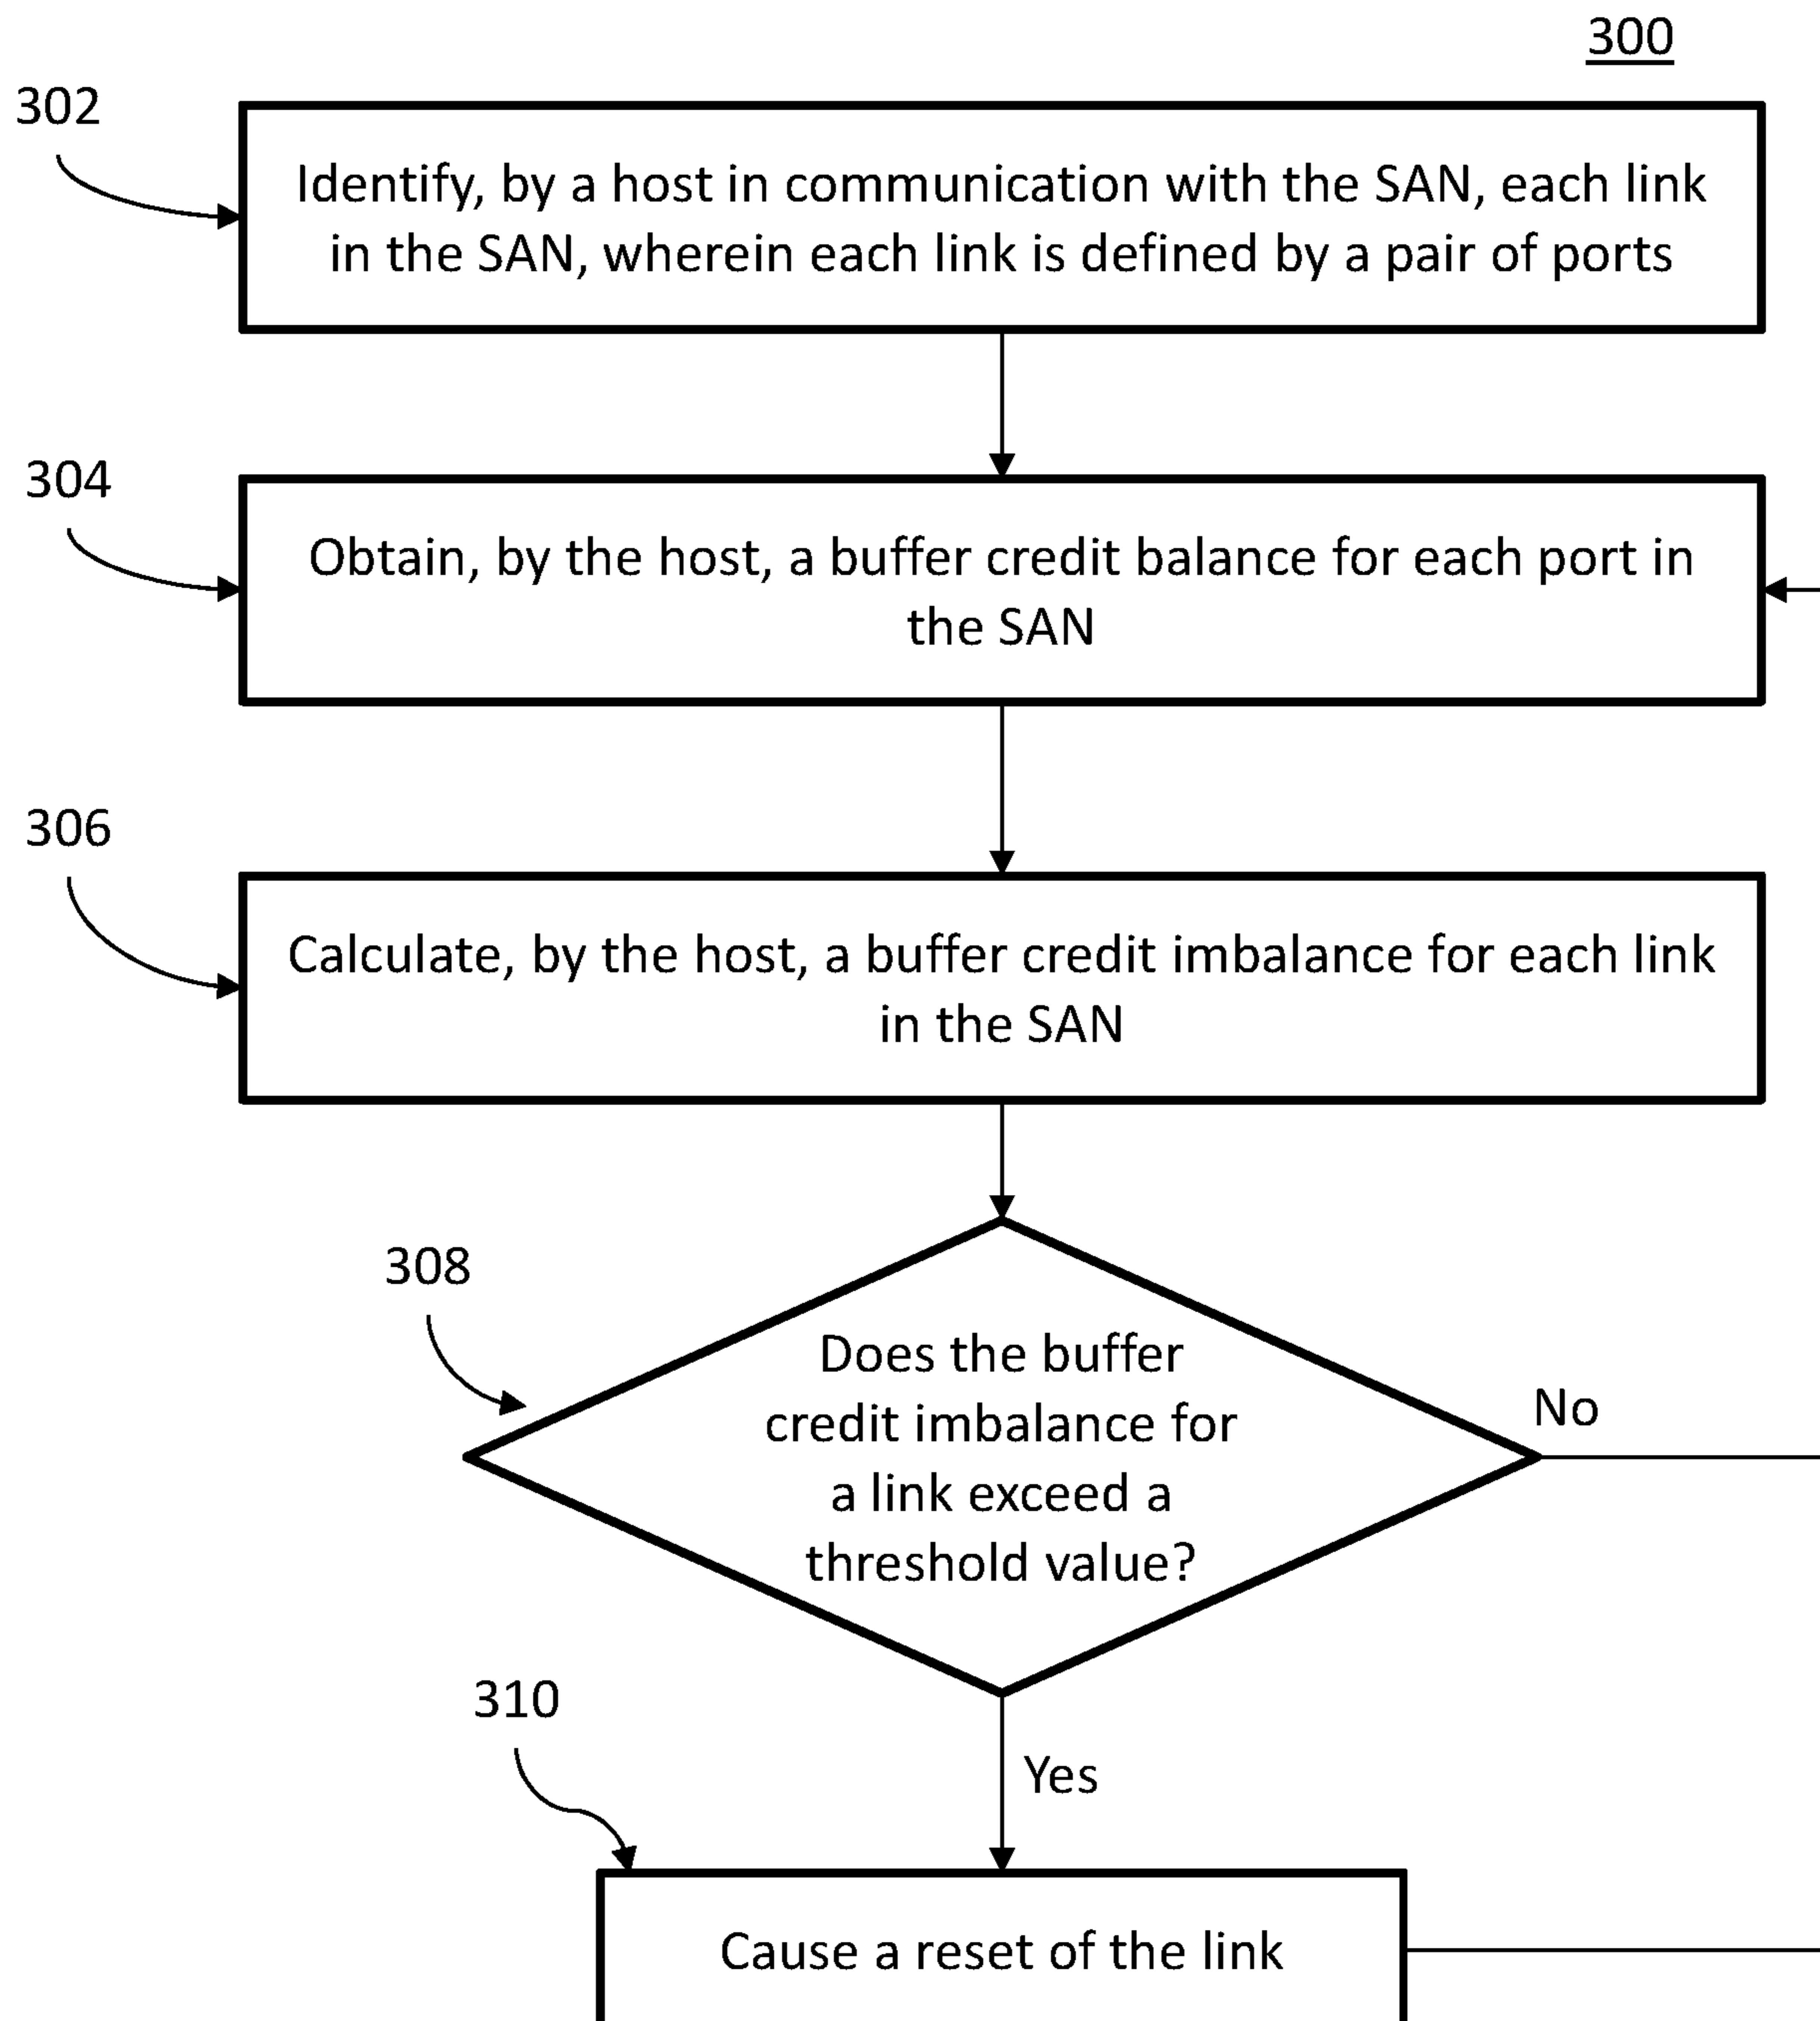 300
302
Identify, by a host in communication with the SAN, each link
in the SAN, wherein each link is defined by a pair of ports
304
Obtain, by the host, a buffer credit balance for each port in
the SAN
306
Calculate, by the host, a buffer credit imbalance for each link
in the SAN
308
Does the buffer
credit imbalance for
a link exceed a
threshold value?
No
310
Yes
Cause a reset of the link